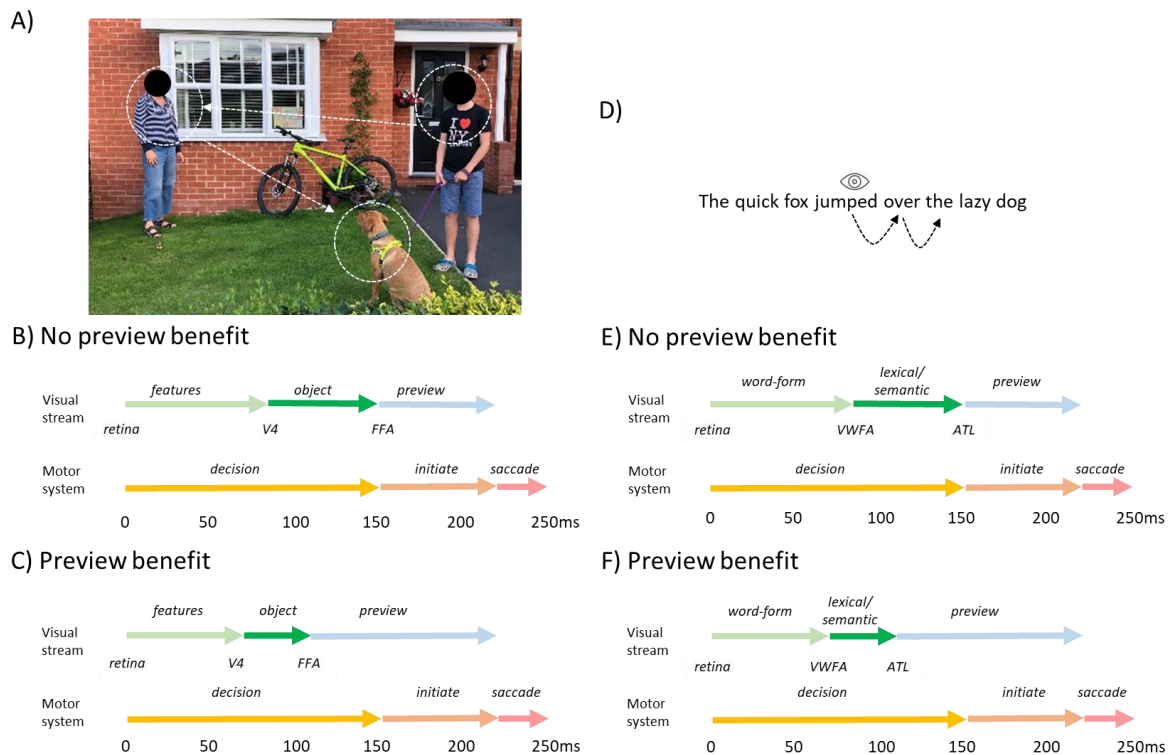 A)
I ❤ NY
D)
The quick fox jumped over the lazy dog
B) No preview benefit
features object preview
Visual
stream
retina V4 FFA
decision initiate saccade
Motor
system
0 50 100 150 200 250ms
C) Preview benefit
features object preview
Visual
stream
retina V4 FFA
decision initiate saccade
Motor
system
0 50 100 150 200 250ms
E) No preview benefit
word-form lexical/
semantic preview
Visual
stream
retina VWFA ATL
decision initiate saccade
Motor
system
0 50 100 150 200 250ms
F) Preview benefit
word-form lexical/
semantic preview
Visual
stream
retina VWFA ATL
decision initiate saccade
Motor
system
0 50 100 150 200 250ms